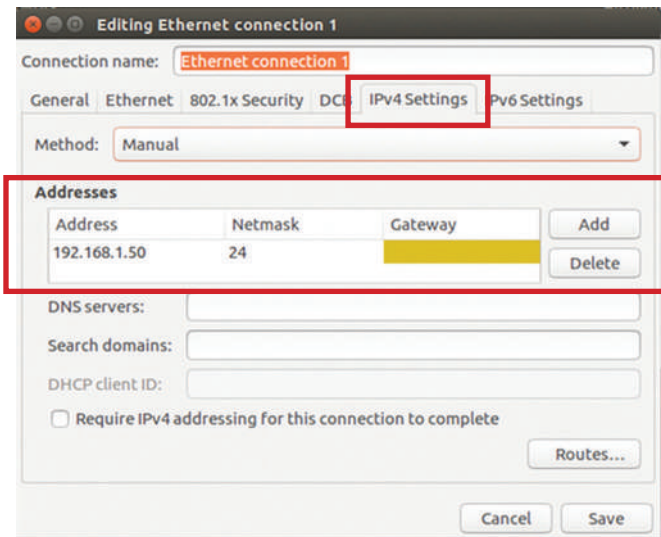 Editing Ethernet connection 1
Connection name: Ethernet connection 1
General Ethernet 802.1x Security DCB IPv4 Settings IPv6 Settings
Method: Manual
Addresses
Address Netmask Gateway Add
192.168.1.50 24
Delete
DNS servers:
Search domains:
DHCP client ID:
Require IPv4 addressing for this connection to complete
Routes...
Cancel Save